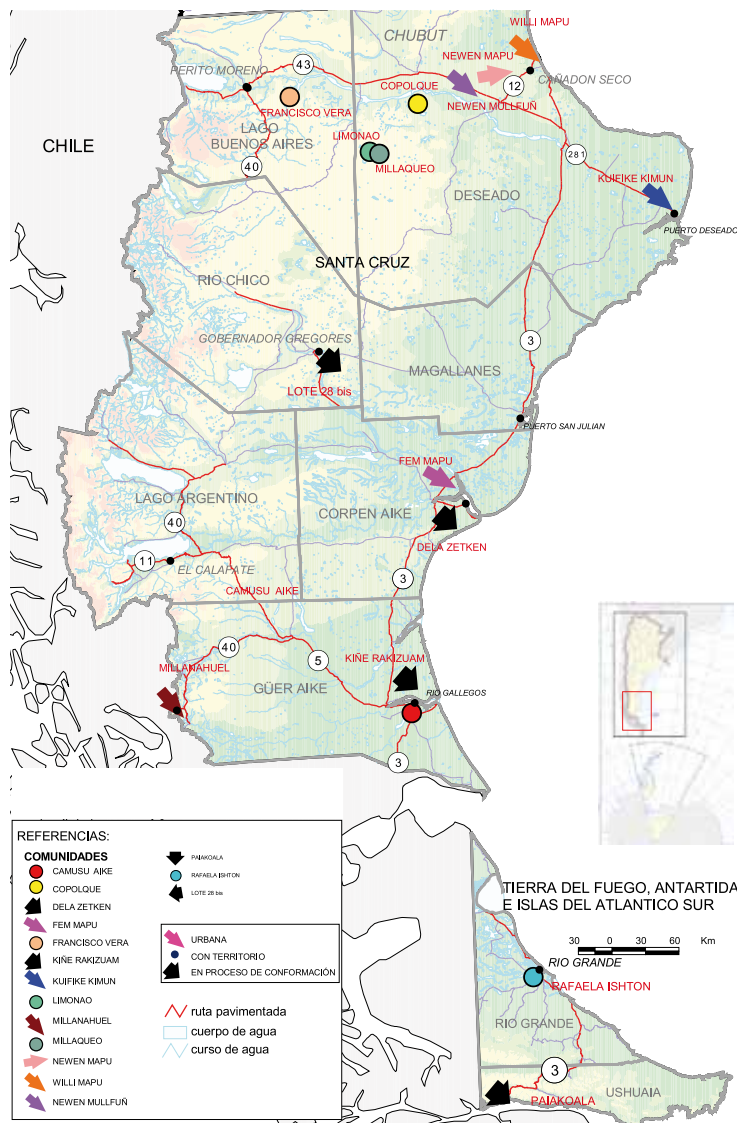 WILLI MAPU
CHUBUT
NEWEN MAPU
43
PERITO MORENO
COPOLQUE
12
CAÑADON SECO
FRANCISCO VERA
NEWEN MULLFUÑ
LAGO
BUENOS AIRES
LIMONAO
CHILE
MILLAQUEO
281
40
KUIFIKE KIMUN
DESEADO
PUERTO DESEADO
SANTA CRUZ
RIO CHICO
GOBERNADOR GREGORES
3
MAGALLANES
LOTE 28 bis
PUERTO SAN JULIAN
FEM MAPU
LAGO ARGENTINO
CORPEN AIKE
40
DELA ZETKEN
11
EL CALAFATE
3
CAMUSU AIKE
40
KIÑE RAKIZUAM
MILLANAHUEL
5
GÜER AIKE
RIO GALLEGOS
3
REFERENCIAS:
COMUNIDADES
CAMUSU AIKE
COPOLQUE
DELA ZETKEN
FEM MAPU
FRANCISCO VERA
KIÑE RAKIZUAM
KUIFIKE KIMUN
LIMONAO
MILLANAHUEL
MILLAQUEO
NEWEN MAPU
WILLI MAPU
NEWEN MULLFUÑ
PAIAKOALA
RAFAELA ISHTON
LOTE 28 bis
URBANA
CON TERRITORIO
EN PROCESO DE CONFORMACIÓN
ruta pavimentada
cuerpo de agua
curso de agua
TIERRA DEL FUEGO, ANTARTIDA
E ISLAS DEL ATLANTICO SUR
30 0 30 60 Km
RIO GRANDE
RAFAELA ISHTON
RIO GRANDE
3
USHUAIA
PAIAKOALA